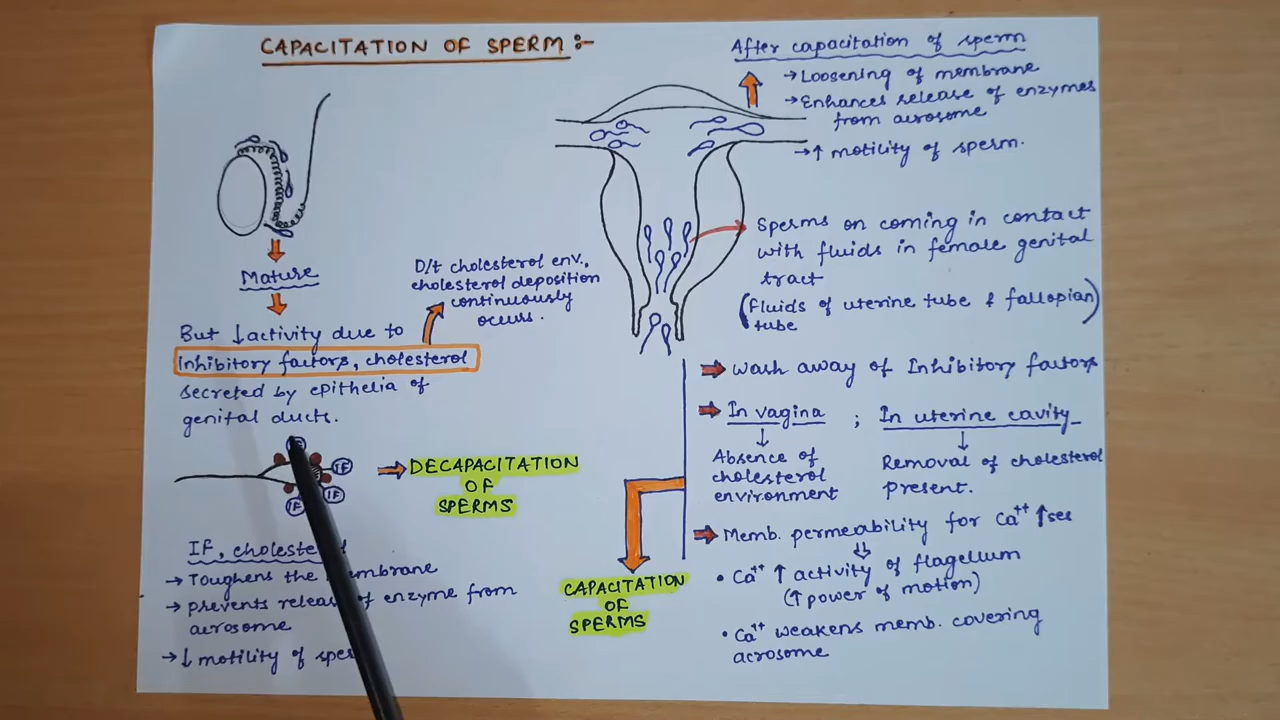 CAPACITATION OF SPERM :-
Mature
But ↓activity due to
inhibitory factors, cholesterol
secreted by epithelia of
genital ducts.
D/t cholesterol env.,
cholesterol deposition
continuously
occurs.
IF
IF
IF
DECAPACITATION
OF
SPERMS
IF,
→ Toughens the membrane
→ prevents release of enzyme from
aerosome
→ ↓ motility of
After capacitation of sperm
→ Loosening of membrane
→ Enhances release of enzymes
from aerosome
→ ↑ motility of sperm.
Sperms on coming in contact
with fluids in female genital
tract
(Fluids of uterine tube & fallopian)
tube
→ wash away of Inhibitory factors
→ In vagina ; In uterine cavity
Absence of
cholesterol
environment
Removal of cholesterol
present.
→ Memb. permeability for Ca++ ↑ses
• Ca++ ↑ activity of flagellum
(↑ power of motion)
• Ca++ weakens memb. covering
acrosome
CAPACITATION
OF
SPERMS